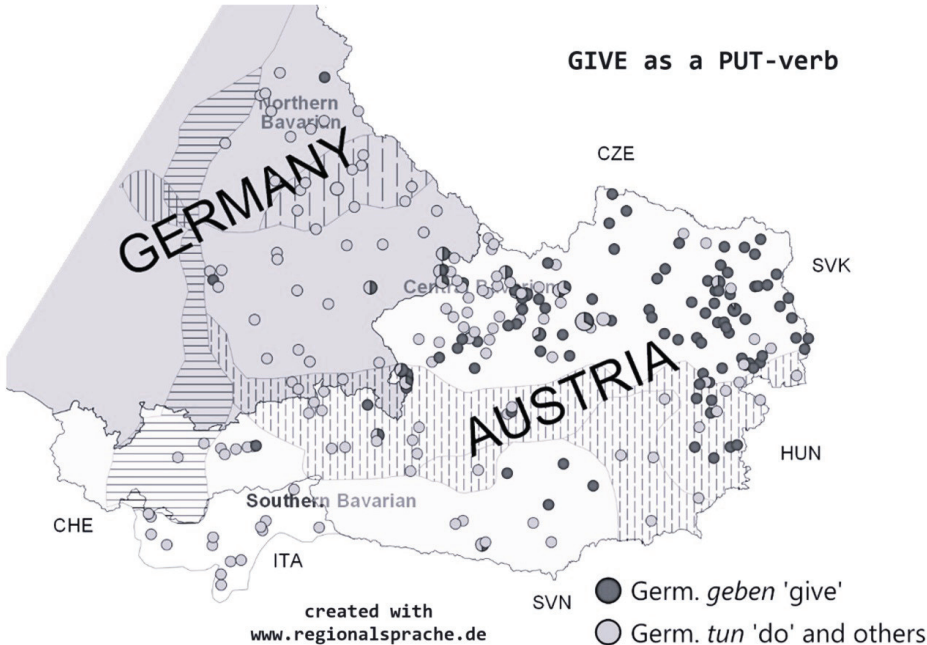 GIVE as a PUT-verb
Northern
Bavarian
GERMANY
CZE
SVK
Central Bavarian
AUSTRIA
HUN
Southern Bavarian
CHE
ITA
SVN
Germ. geben 'give'
Germ. tun 'do' and others
created with
www.regionalsprache.de